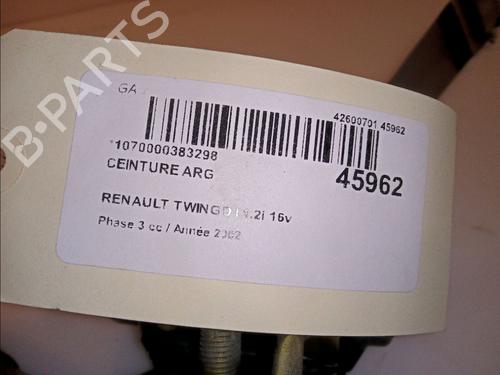 B-PARTS
GA
42600701 45962
*1070000383298
CEINTURE ARG
45962
RENAULT TWINGO I 1.2i 16v
Phase 3 cc / Année 2002